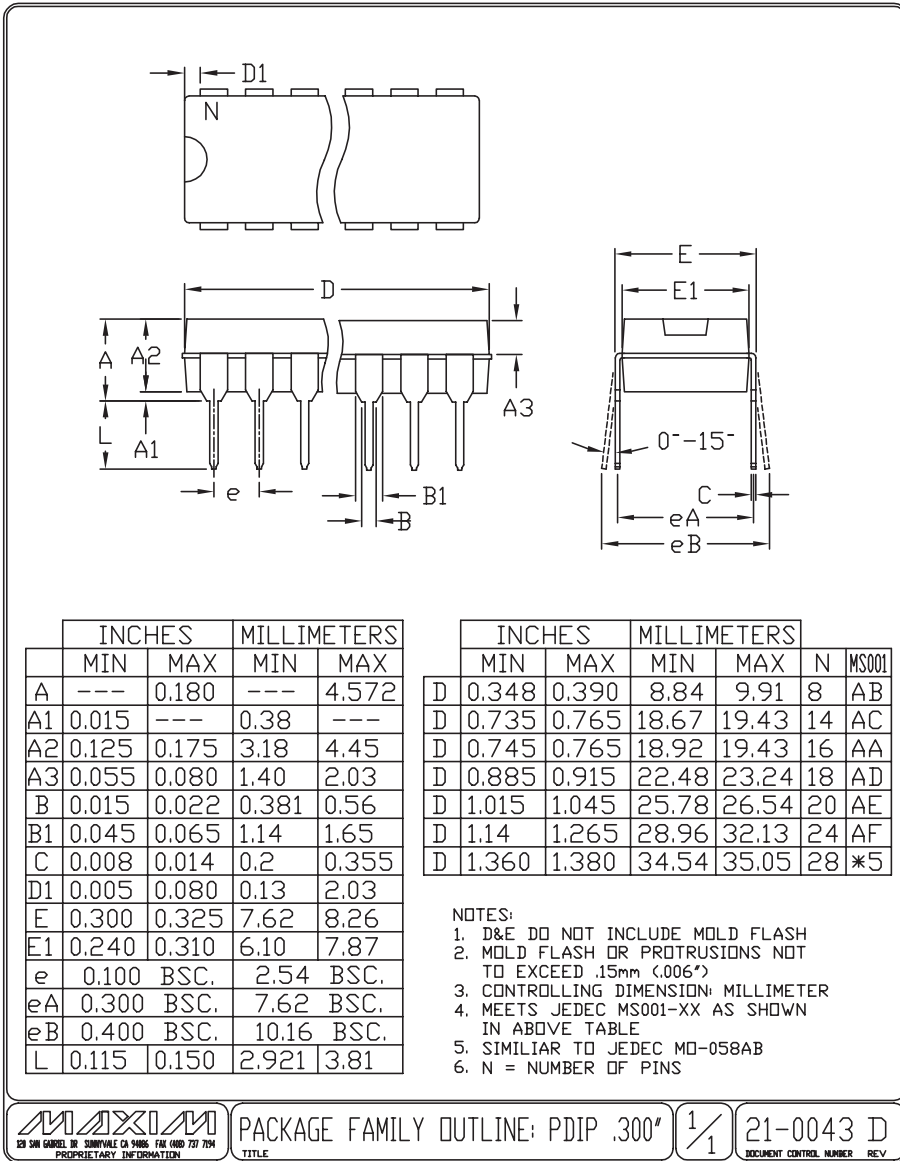 D1
N
D
E
E1
A
A2
A3
L
A1
0°-15°
e
B1
B
C
eA
eB
INCHES MILLIMETERS
MIN MAX MIN MAX
A --- 0.180 --- 4.572
A1 0.015 --- 0.38 ---
A2 0.125 0.175 3.18 4.45
A3 0.055 0.080 1.40 2.03
B 0.015 0.022 0.381 0.56
B1 0.045 0.065 1.14 1.65
C 0.008 0.014 0.2 0.355
D1 0.005 0.080 0.13 2.03
E 0.300 0.325 7.62 8.26
E1 0.240 0.310 6.10 7.87
e 0.100 BSC. 2.54 BSC.
eA 0.300 BSC. 7.62 BSC.
eB 0.400 BSC. 10.16 BSC.
L 0.115 0.150 2.921 3.81
INCHES MILLIMETERS
MIN MAX MIN MAX N MS001
D 0.348 0.390 8.84 9.91 8 AB
D 0.735 0.765 18.67 19.43 14 AC
D 0.745 0.765 18.92 19.43 16 AA
D 0.885 0.915 22.48 23.24 18 AD
D 1.015 1.045 25.78 26.54 20 AE
D 1.14 1.265 28.96 32.13 24 AF
D 1.360 1.380 34.54 35.05 28 *5
NOTES:
1. D&E DO NOT INCLUDE MOLD FLASH
2. MOLD FLASH OR PROTRUSIONS NOT
TO EXCEED .15mm (.006")
3. CONTROLLING DIMENSION: MILLIMETER
4. MEETS JEDEC MS001-XX AS SHOWN
IN ABOVE TABLE
5. SIMILIAR TO JEDEC MO-058AB
6. N = NUMBER OF PINS
MAXIM
120 SAN GABRIEL DR SUNNYVALE CA 94086 FAX (408) 737 7194
PROPRIETARY INFORMATION
PACKAGE FAMILY OUTLINE: PDIP .300"
TITLE
1/1
21-0043 D
DOCUMENT CONTROL NUMBER REV